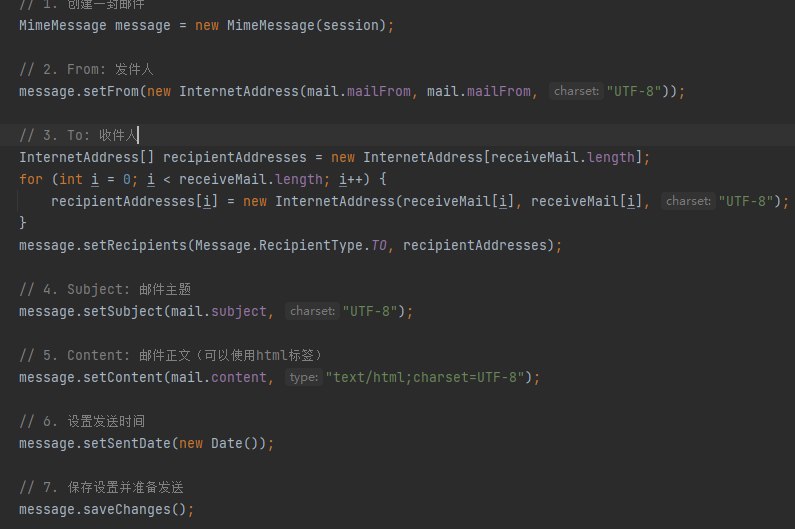 // 1. 创建一封邮件
MimeMessage message = new MimeMessage(session);
// 2. From: 发件人
message.setFrom(new InternetAddress(mail.mailFrom, mail.mailFrom, charset: "UTF-8"));
// 3. To: 收件人
InternetAddress[] recipientAddresses = new InternetAddress[receiveMail.length];
for (int i = 0; i < receiveMail.length; i++) {
recipientAddresses[i] = new InternetAddress(receiveMail[i], receiveMail[i], charset: "UTF-8");
}
message.setRecipients(Message.RecipientType.TO, recipientAddresses);
// 4. Subject: 邮件主题
message.setSubject(mail.subject, charset: "UTF-8");
// 5. Content: 邮件正文（可以使用html标签）
message.setContent(mail.content, type: "text/html;charset=UTF-8");
// 6. 设置发送时间
message.setSentDate(new Date());
// 7. 保存设置并准备发送
message.saveChanges();